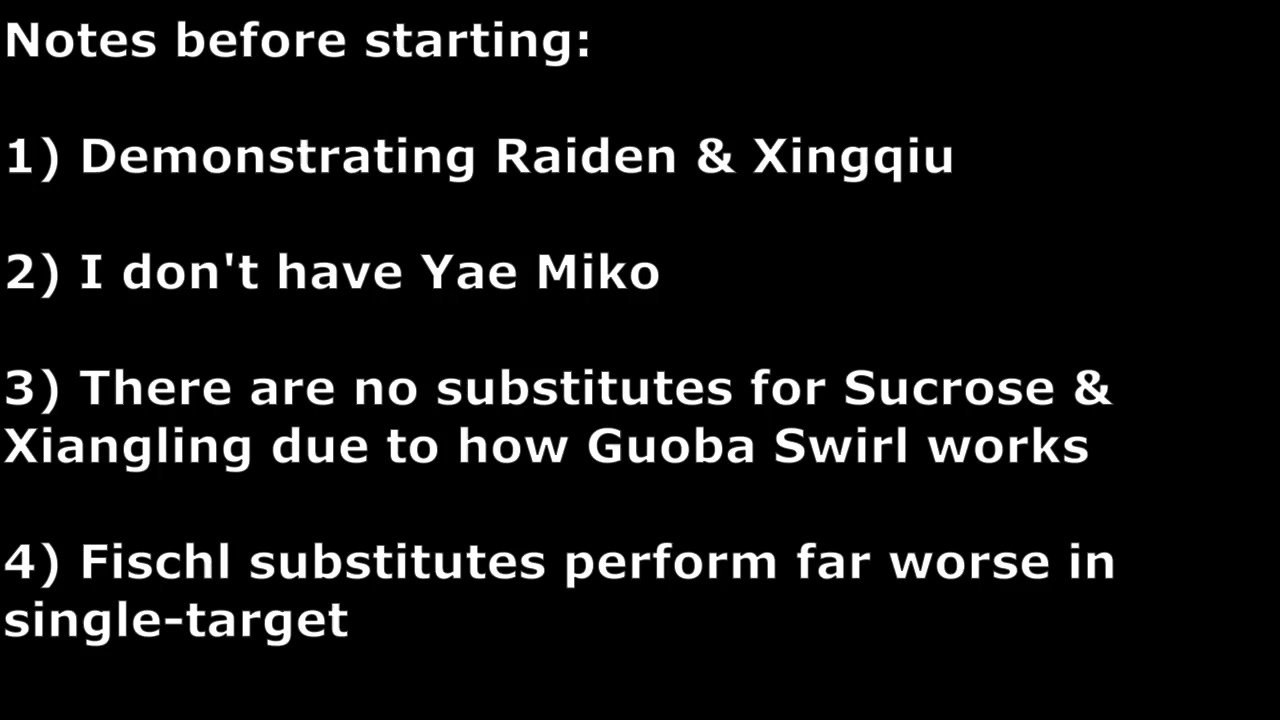 Notes before starting:
1) Demonstrating Raiden & Xingqiu
2) I don't have Yae Miko
3) There are no substitutes for Sucrose &
Xiangling due to how Guoba Swirl works
4) Fischl substitutes perform far worse in
single-target